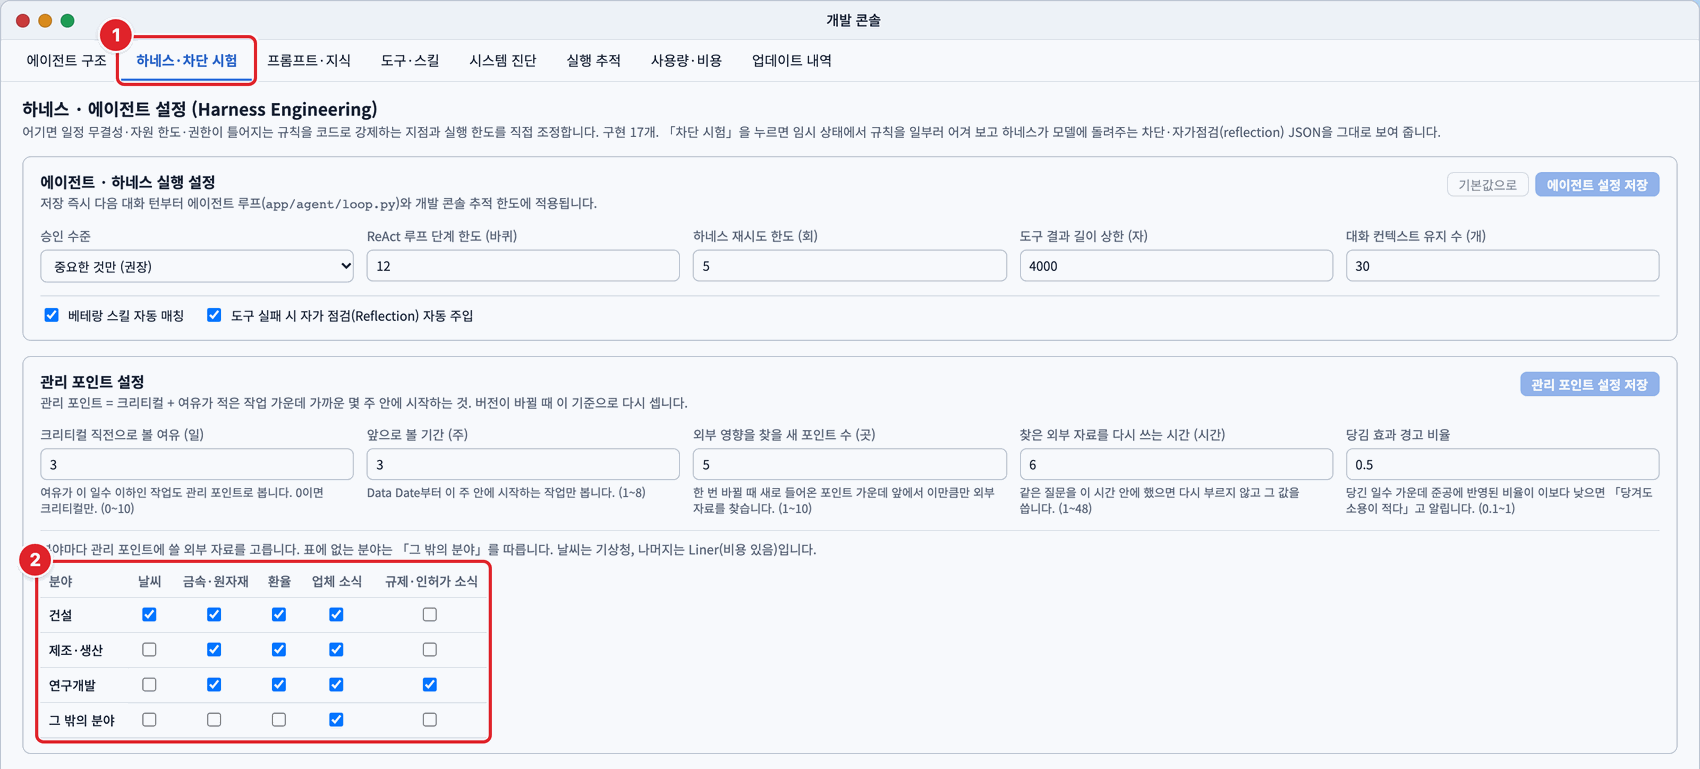 개발 콘솔
1
에이전트 구조 하네스·차단 시험 프롬프트·지식 도구·스킬 시스템 진단 실행 추적 사용량·비용 업데이트 내역
하네스 · 에이전트 설정 (Harness Engineering)
어기면 일정 무결성·자원 한도·권한이 틀어지는 규칙을 코드로 강제하는 지점과 실행 한도를 직접 조정합니다. 구현 17개. 「차단 시험」을 누르면 임시 상태에서 규칙을 일부러 어겨 보고 하네스가 모델에 돌려주는 차단·자가점검(reflection) JSON을 그대로 보여 줍니다.
에이전트 · 하네스 실행 설정
기본값으로 에이전트 설정 저장
저장 즉시 다음 대화 턴부터 에이전트 루프(app/agent/loop.py)와 개발 콘솔 추적 한도에 적용됩니다.
승인 수준 ReAct 루프 단계 한도 (바퀴) 하네스 재시도 한도 (회) 도구 결과 길이 상한 (자) 대화 컨텍스트 유지 수 (개)
중요한 것만 (권장) 12 5 4000 30
베테랑 스킬 자동 매칭 도구 실패 시 자가 점검(Reflection) 자동 주입
관리 포인트 설정
관리 포인트 설정 저장
관리 포인트 = 크리티컬 + 여유가 적은 작업 가운데 가까운 몇 주 안에 시작하는 것. 버전이 바뀔 때 이 기준으로 다시 셉니다.
크리티컬 직전으로 볼 여유 (일) 앞으로 볼 기간 (주) 외부 영향을 찾을 새 포인트 수 (곳) 찾은 외부 자료를 다시 쓰는 시간 (시간) 당김 효과 경고 비율
3 3 5 6 0.5
여유가 이 일수 이하인 작업도 관리 포인트로 봅니다. 0이면 Data Date부터 이 주 안에 시작하는 작업만 봅니다. (1~8) 한 번 바뀔 때 새로 들어온 포인트 가운데 앞에서 이만큼만 외부 같은 질문을 이 시간 안에 했으면 다시 부르지 않고 그 값을 당긴 일수 가운데 준공에 반영된 비율이 이보다 낮으면 「당겨도
크리티컬만. (0~10) 자료를 찾습니다. (1~10) 씁니다. (1~48) 소용이 적다」고 알립니다. (0.1~1)
2
야마다 관리 포인트에 쓸 외부 자료를 고릅니다. 표에 없는 분야는 「그 밖의 분야」를 따릅니다. 날씨는 기상청, 나머지는 Liner(비용 있음)입니다.
분야 날씨 금속·원자재 환율 업체 소식 규제·인허가 소식
건설
제조·생산
연구개발
그 밖의 분야